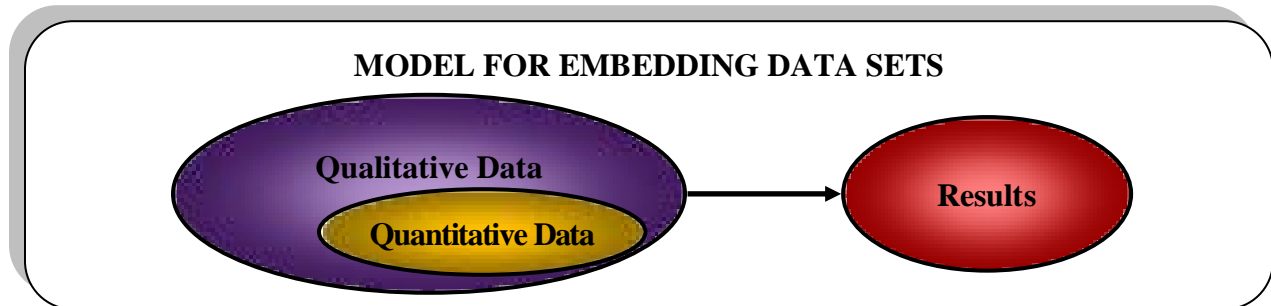 MODEL FOR EMBEDDING DATA SETS
Qualitative Data
Quantitative Data
Results